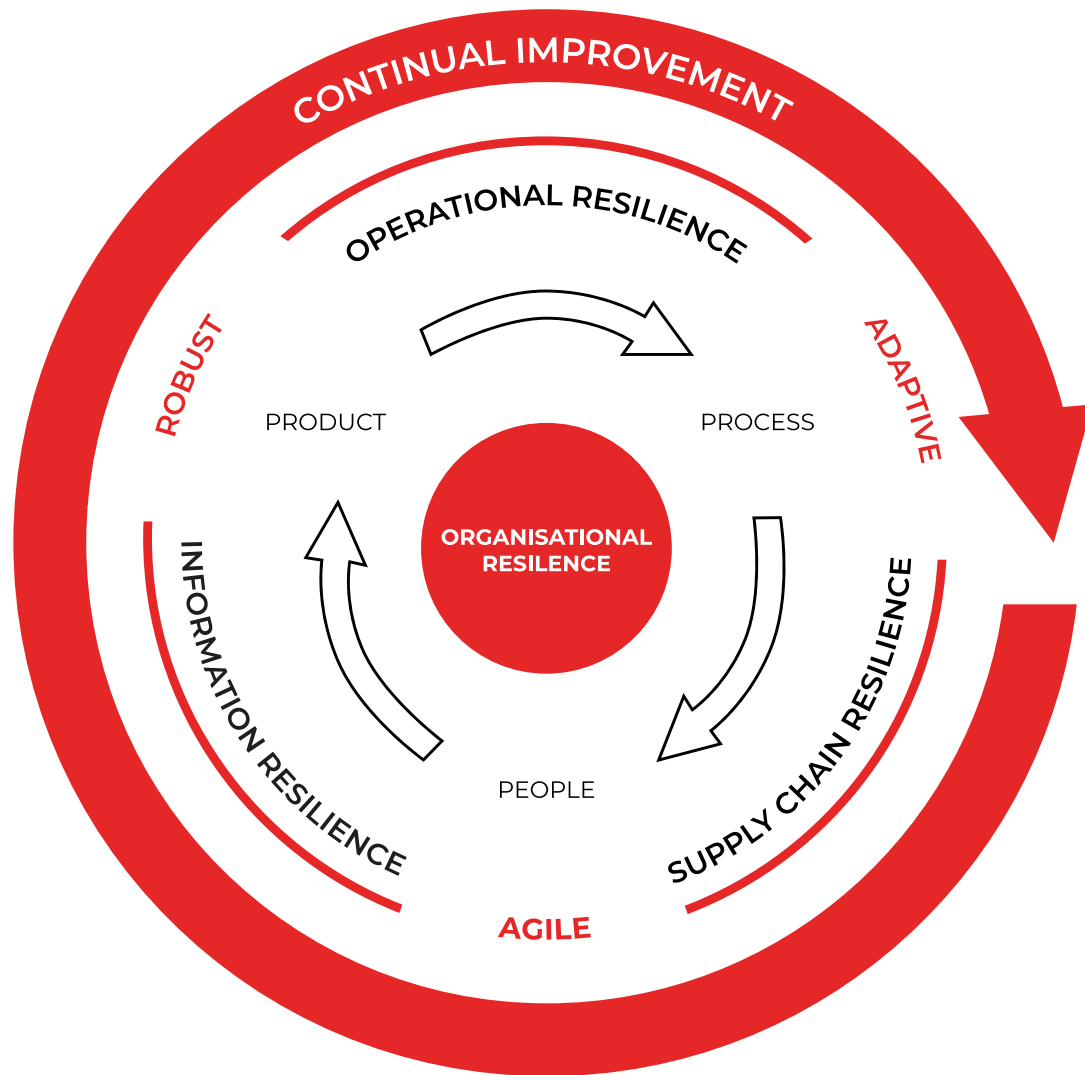 CONTINUAL IMPROVEMENT
OPERATIONAL RESILIENCE
ROBUST
ADAPTIVE
PRODUCT
PROCESS
ORGANISATIONAL
RESILENCE
INFORMATION RESILIENCE
SUPPLY CHAIN RESILIENCE
PEOPLE
AGILE